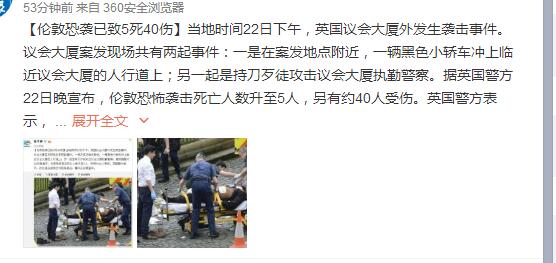 53分钟前 来自 360安全浏览器
【伦敦恐袭已致5死40伤】当地时间22日下午，英国议会大厦外发生袭击事件。
议会大厦案发现场共有两起事件：一是在案发地点附近，一辆黑色小轿车冲上临
近议会大厦的人行道上；另一起是持刀歹徒攻击议会大厦执勤警察。据英国警方
22日晚宣布，伦敦恐怖袭击死亡人数升至5人，另有约40人受伤。英国警方表
示， ... 展开全文